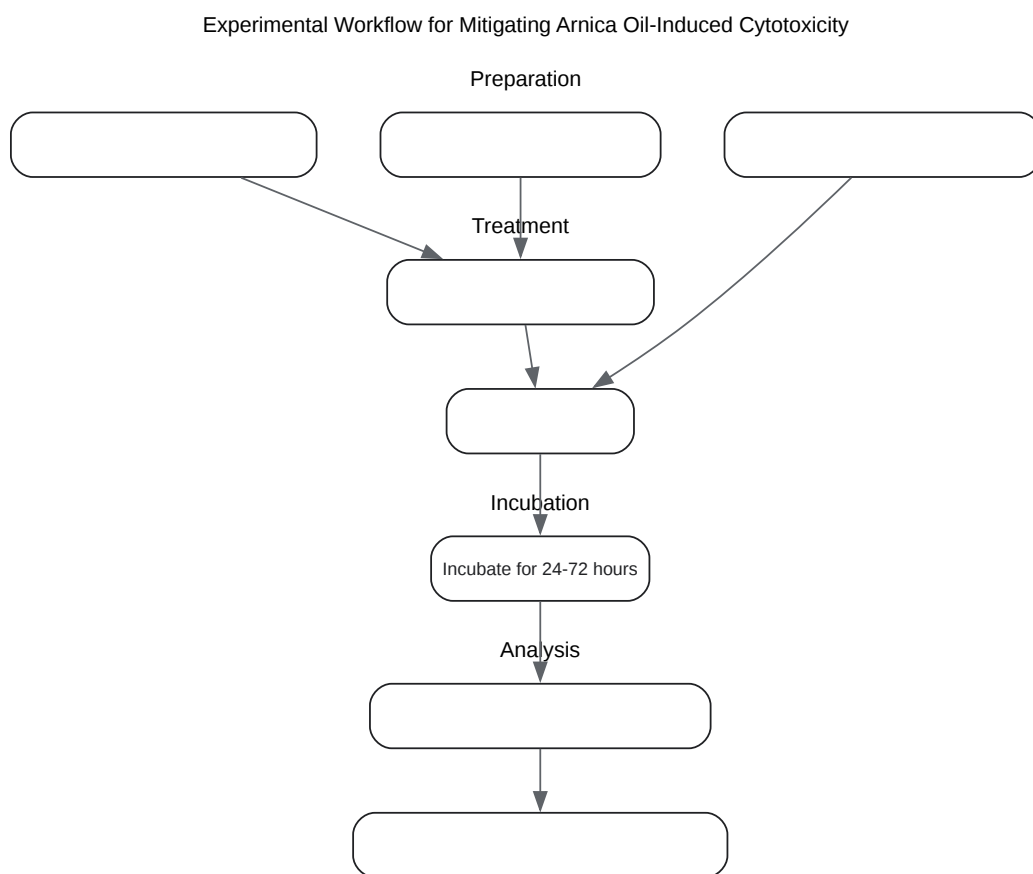 Experimental Workflow for Mitigating Arnica Oil-Induced Cytotoxicity
Preparation
Treatment
Incubation
Incubate for 24-72 hours
Analysis